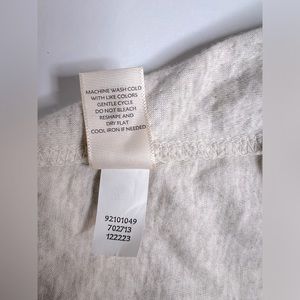 MACHINE WASH COLD
WITH LIKE COLORS
GENTLE CYCLE
DO NOT BLEACH
RESHAPE AND
DRY FLAT
COOL IRON IF NEEDED
92101049
702713
122223